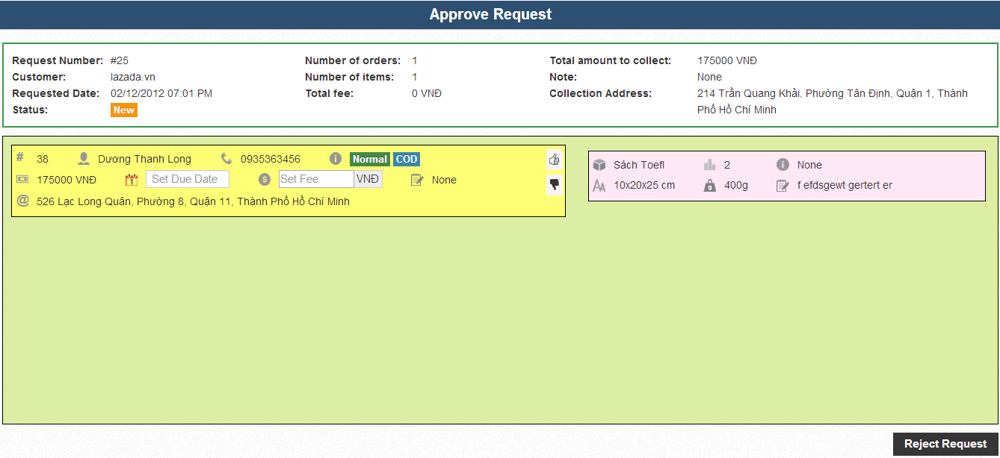 Approve Request
Request Number: #25 Number of orders: 1 Total amount to collect: 175000 VNĐ
Customer: lazada.vn Number of items: 1 Note: None
Requested Date: 02/12/2012 07:01 PM Total fee: 0 VNĐ Collection Address: 214 Trần Quang Khải, Phường Tân Định, Quận 1, Thành
Status: New Phố Hồ Chí Minh
# 38 Dương Thanh Long 0935363456 Normal COD
175000 VNĐ 1 Set Due Date $ Set Fee VNĐ None
@ 526 Lạc Long Quân, Phường 8, Quận 11, Thành Phố Hồ Chí Minh
Sách Toefl 2 None
AA 10x20x25 cm g 400g f efdsgewt gertert er
Reject Request